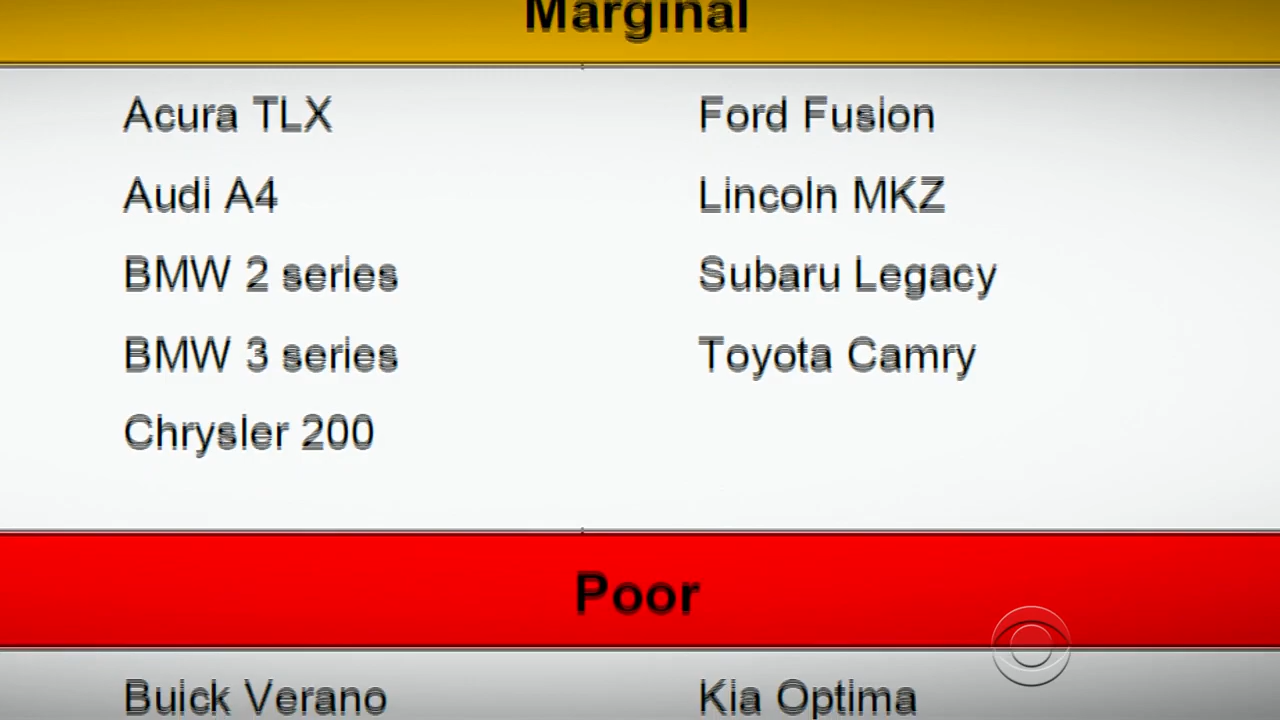 Marginal
Acura TLX
Ford Fusion
Audi A4
Lincoln MKZ
BMW 2 series
Subaru Legacy
BMW 3 series
Toyota Camry
Chrysler 200
Poor
Buick Verano
Kia Optima